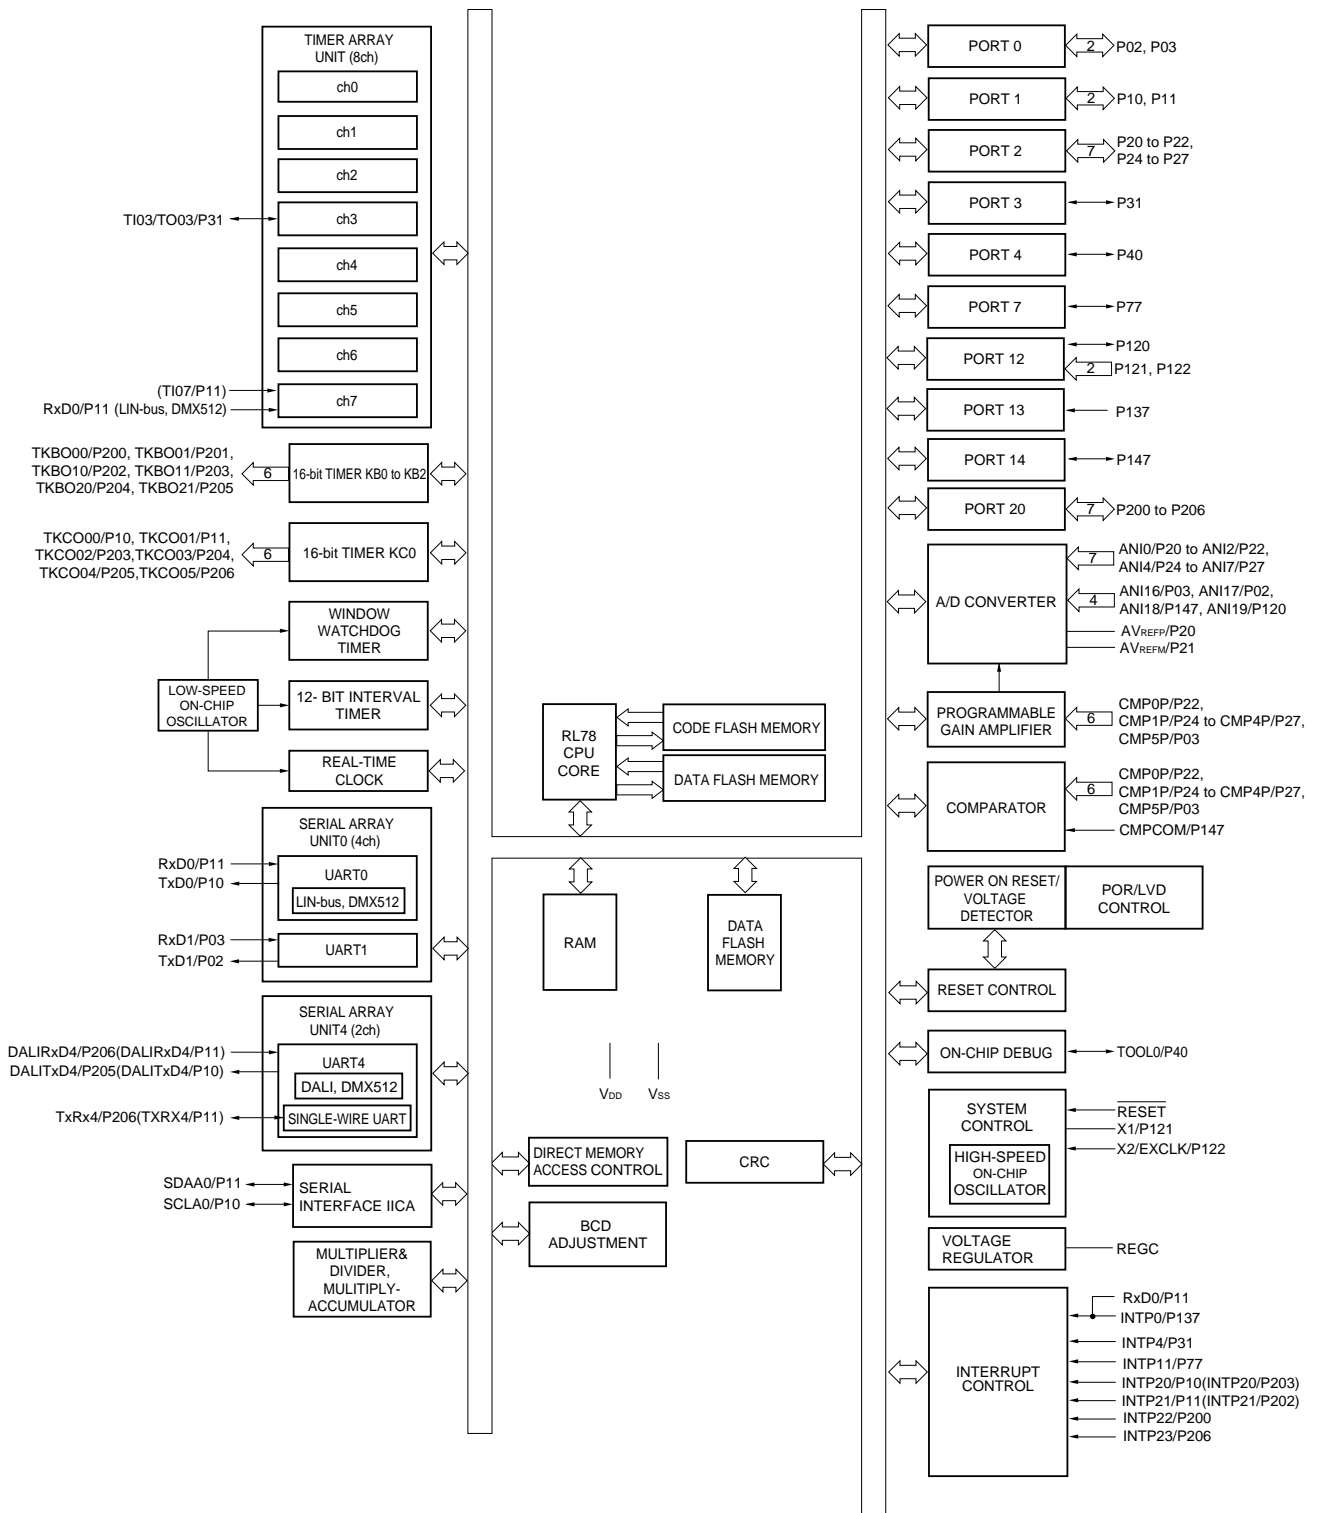 TIMER ARRAY
UNIT (8ch)
ch0
ch1
ch2
TI03/TO03/P31
ch3
ch4
ch5
ch6
(TI07/P11)
RxD0/P11 (LIN-bus, DMX512)
ch7
TKBO00/P200, TKBO01/P201,
TKBO10/P202, TKBO11/P203,
TKBO20/P204, TKBO21/P205
6
16-bit TIMER KB0 to KB2
TKCO00/P10, TKCO01/P11,
TKCO02/P203,TKCO03/P204,
TKCO04/P205,TKCO05/P206
6
16-bit TIMER KC0
WINDOW
WATCHDOG
TIMER
LOW-SPEED
ON-CHIP
OSCILLATOR
12- BIT INTERVAL
TIMER
REAL-TIME
CLOCK
SERIAL ARRAY
UNIT0 (4ch)
RxD0/P11
TxD0/P10
UART0
LIN-bus, DMX512
RxD1/P03
TxD1/P02
UART1
SERIAL ARRAY
UNIT4 (2ch)
DALIRxD4/P206(DALIRxD4/P11)
DALITxD4/P205(DALITxD4/P10)
UART4
DALI, DMX512
TxRx4/P206(TXRX4/P11)
SINGLE-WIRE UART
SDAA0/P11
SCLA0/P10
SERIAL
INTERFACE IICA
MULTIPLIER&
DIVIDER,
MULITIPLY-
ACCUMULATOR
RL78
CPU
CORE
CODE FLASH MEMORY
DATA FLASH MEMORY
RAM
DATA
FLASH
MEMORY
VDD
VSS
DIRECT MEMORY
ACCESS CONTROL
CRC
BCD
ADJUSTMENT
PORT 0
2
P02, P03
PORT 1
2
P10, P11
PORT 2
7
P20 to P22,
P24 to P27
PORT 3
P31
PORT 4
P40
PORT 7
P77
PORT 12
P120
2
P121, P122
PORT 13
P137
PORT 14
P147
PORT 20
7
P200 to P206
A/D CONVERTER
7
ANI0/P20 to ANI2/P22,
ANI4/P24 to ANI7/P27
4
ANI16/P03, ANI17/P02,
ANI18/P147, ANI19/P120
AVREFP/P20
AVREFM/P21
PROGRAMMABLE
GAIN AMPLIFIER
6
CMP0P/P22,
CMP1P/P24 to CMP4P/P27,
CMP5P/P03
COMPARATOR
6
CMP0P/P22,
CMP1P/P24 to CMP4P/P27,
CMP5P/P03
CMPCOM/P147
POWER ON RESET/
VOLTAGE
DETECTOR
POR/LVD
CONTROL
RESET CONTROL
ON-CHIP DEBUG
TOOL0/P40
SYSTEM
CONTROL
HIGH-SPEED
ON-CHIP
OSCILLATOR
RESET
X1/P121
X2/EXCLK/P122
VOLTAGE
REGULATOR
REGC
INTERRUPT
CONTROL
RxD0/P11
INTP0/P137
INTP4/P31
INTP11/P77
INTP20/P10(INTP20/P203)
INTP21/P11(INTP21/P202)
INTP22/P200
INTP23/P206